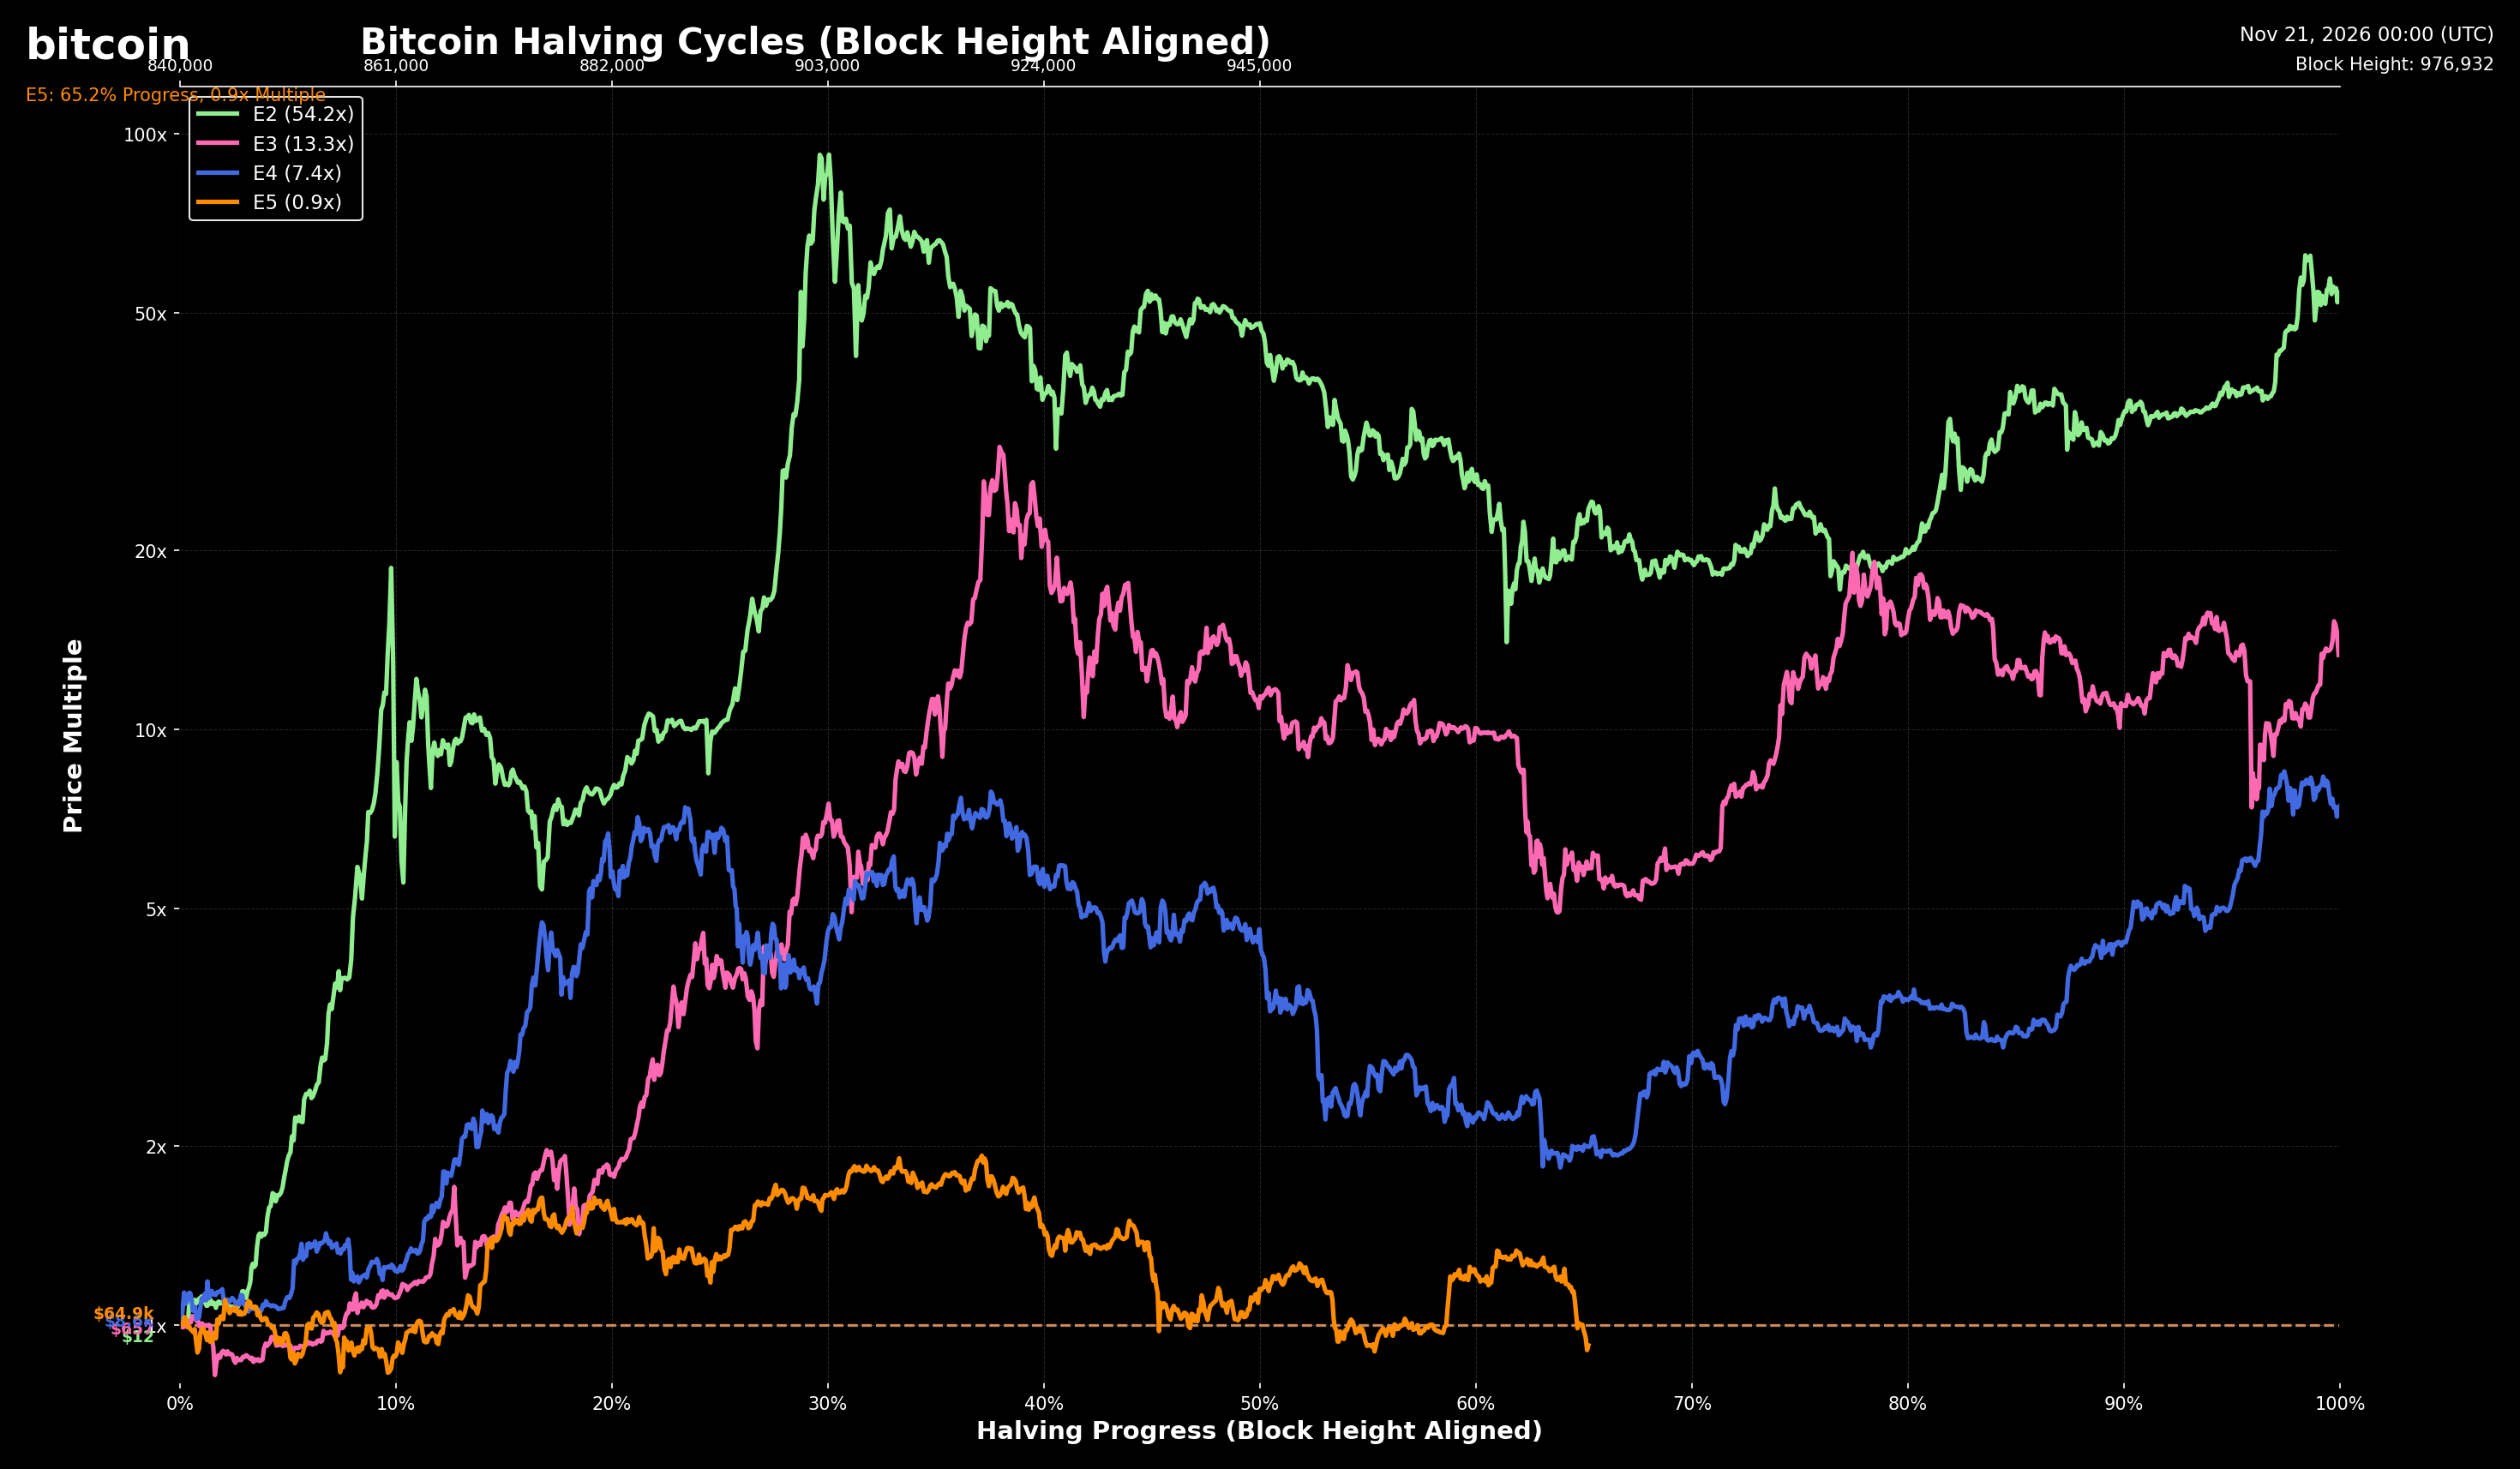 bitcoin
Bitcoin Halving Cycles (Block Height Aligned)
Nov 21, 2026 00:00 (UTC)
Block Height: 976,932
840,000
861,000
882,000
903,000
924,000
945,000
E5: 65.2% Progress, 0.9x Multiple
E2 (54.2x)
E3 (13.3x)
E4 (7.4x)
E5 (0.9x)
100x
50x
20x
10x
5x
2x
1x
Price Multiple
$64.9k
$12
0%
10%
20%
30%
40%
50%
60%
70%
80%
90%
100%
Halving Progress (Block Height Aligned)